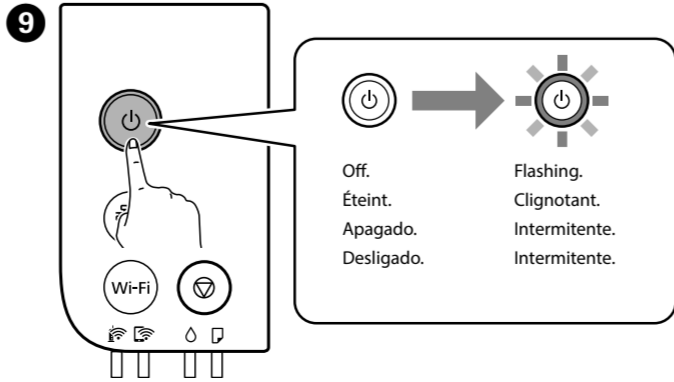 9
Off.
Flashing.
Éteint.
Clignotant.
Apagado.
Intermitente.
Desligado.
Intermitente.
Wi-Fi